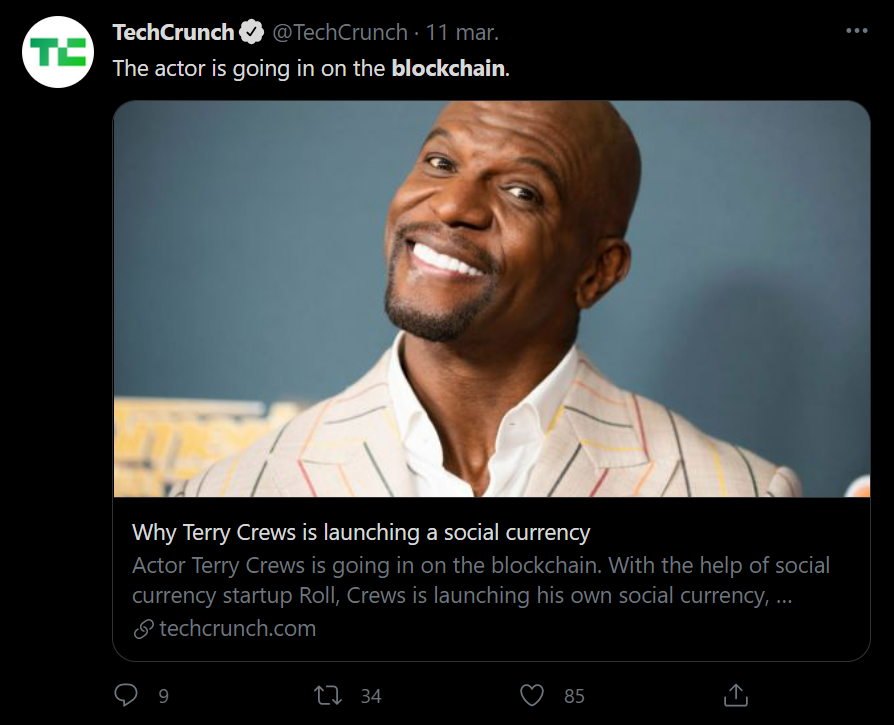 TechCrunch @TechCrunch · 11 mar.
The actor is going in on the blockchain.
Why Terry Crews is launching a social currency
Actor Terry Crews is going in on the blockchain. With the help of social
currency startup Roll, Crews is launching his own social currency, ...
techcrunch.com
9 34 85